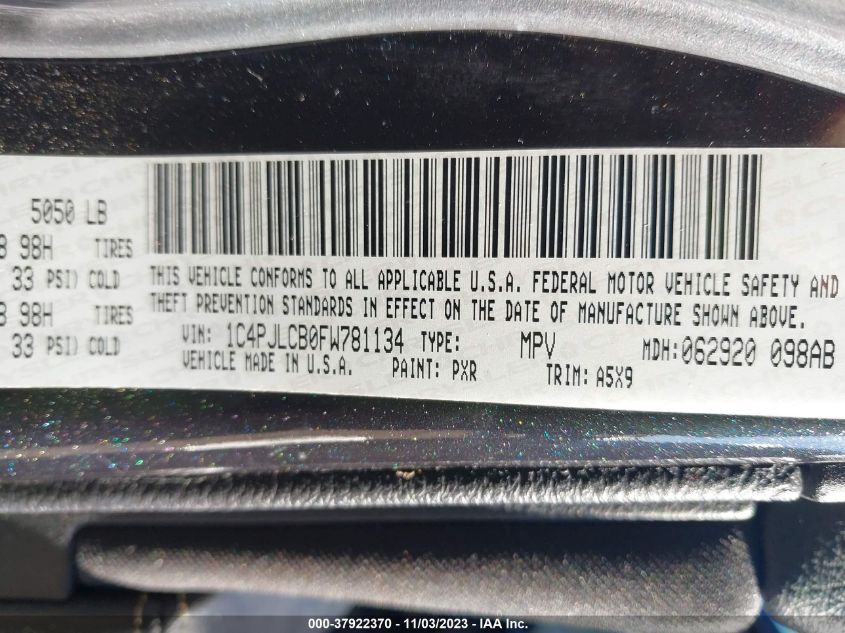 5050 LB
98H TIRES
33 PSI) COLD
98H TIRES
33 PSI) COLD
THIS VEHICLE CONFORMS TO ALL APPLICABLE U.S.A. FEDERAL MOTOR VEHICLE SAFETY AND
THEFT PREVENTION STANDARDS IN EFFECT ON THE DATE OF MANUFACTURE SHOWN ABOVE.
VIN: 1C4PJLCB0FW781134 TYPE: MPV MDH:062920 098AB
VEHICLE MADE IN U.S.A. PAINT: PXR TRIM: A5X9
000-37922370 - 11/03/2023 - IAA Inc.